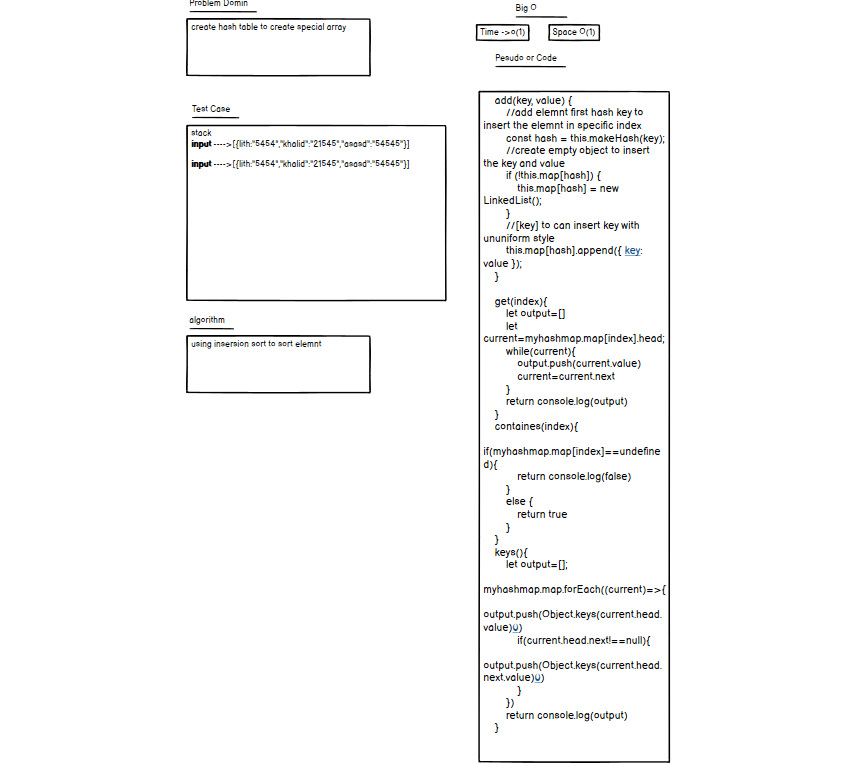 Problem Domin
create hash table to create special array
Test Case
stack
input ---->[{lith:"5454","khalid":"21545","asasd":"54545"}]
input ---->[{lith:"5454","khalid":"21545","asasd":"54545"}]
algorithm
using insersion sort to sort elemnt
Big O
Time ->o(1)
Space O(1)
Pesudo or Code
add(key, value) {
//add elemnt first hash key to
insert the elemnt in specific index
const hash = this.makeHash(key);
//create empty object to insert
the key and value
if (!this.map[hash]) {
this.map[hash] = new
LinkedList();
}
//[key] to can insert key with
ununiform style
this.map[hash].append({ key:
value });
}
get(index){
let output=[]
let
current=myhashmap.map[index].head;
while(current){
output.push(current.value)
current=current.next
}
return console.log(output)
}
containes(index){
if(myhashmap.map[index]==undefine
d){
return console.log(false)
}
else {
return true
}
}
keys(){
let output=[];
myhashmap.map.forEach((current)=>{
output.push(Object.keys(current.head.
value)[0])
if(current.head.next!==null){
output.push(Object.keys(current.head.
next.value)[0])
}
})
return console.log(output)
}